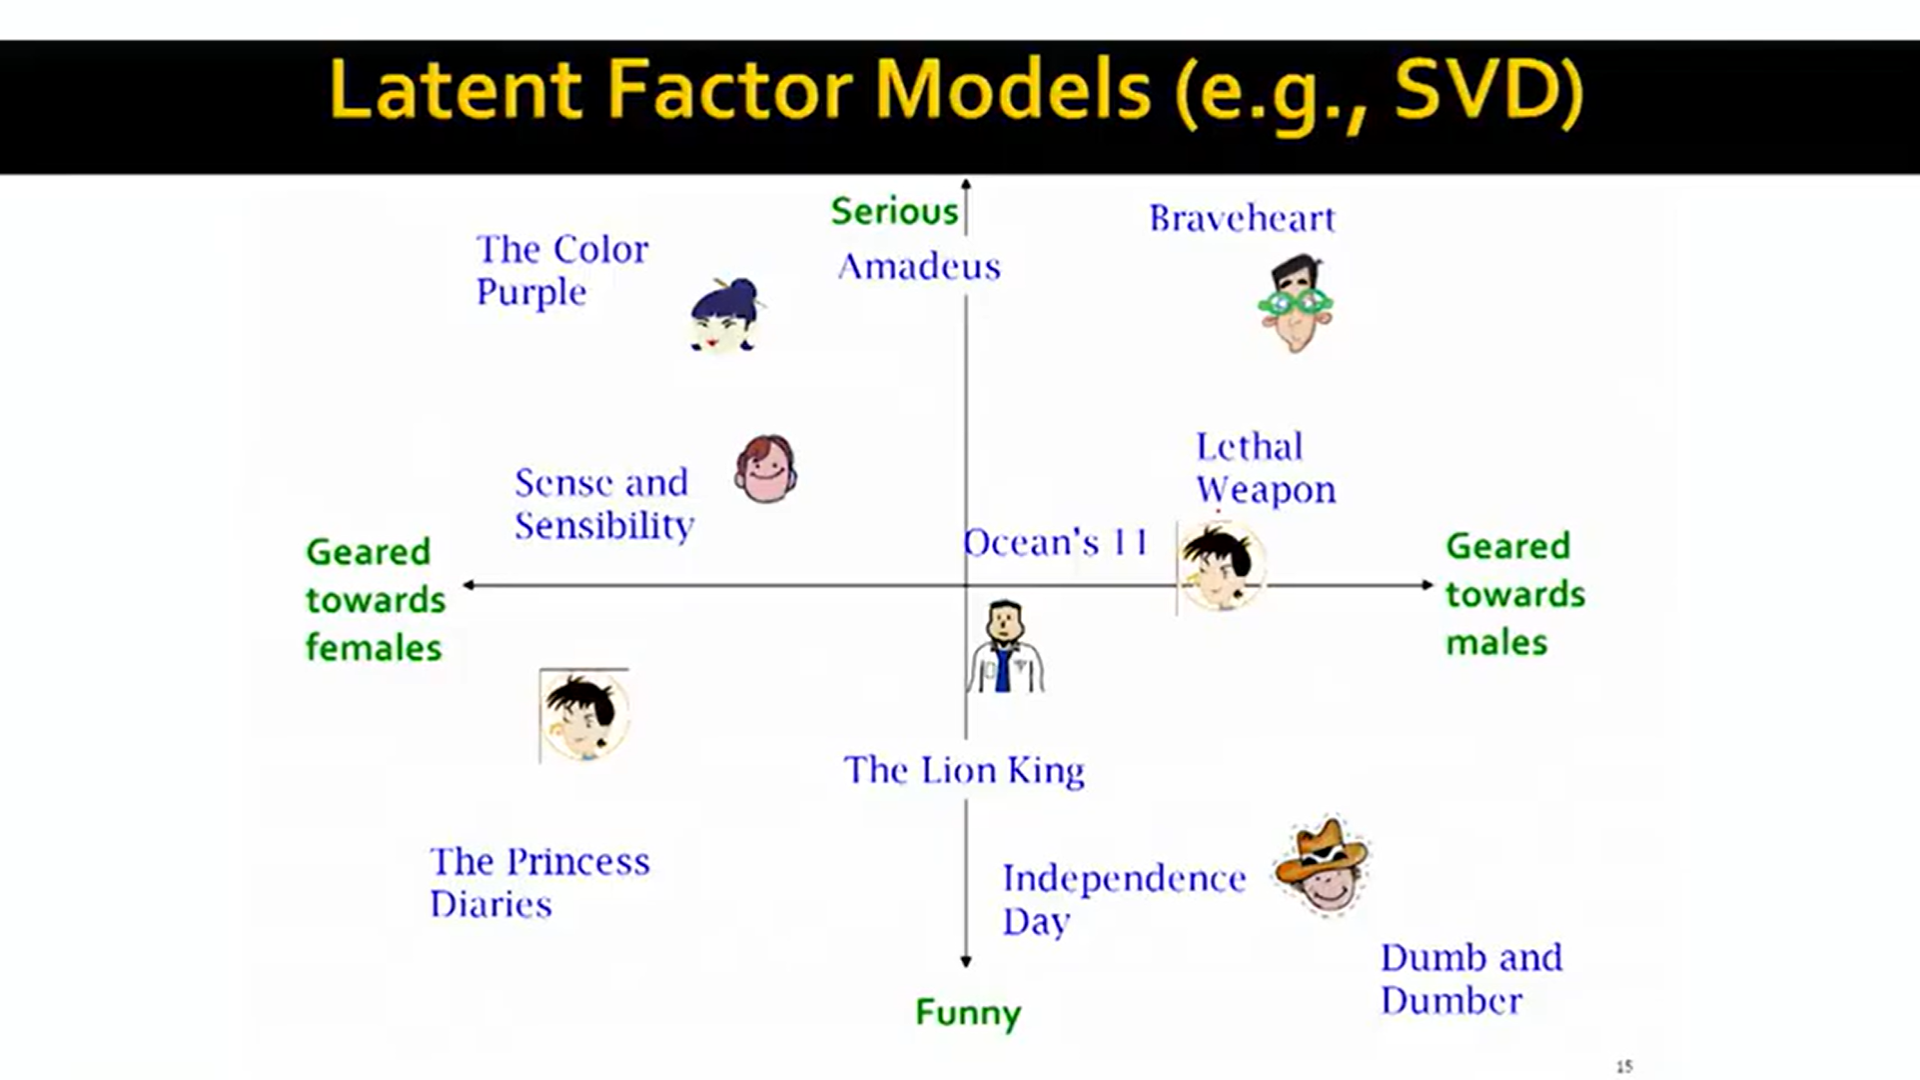 Latent Factor Models (e.g., SVD)
Serious
Braveheart
The Color
Purple
Amadeus
Lethal
Weapon
Sense and
Sensibility
Ocean's 11
Geared
towards
females
Geared
towards
males
The Lion King
The Princess
Diaries
Independence
Day
Dumb and
Dumber
Funny
15